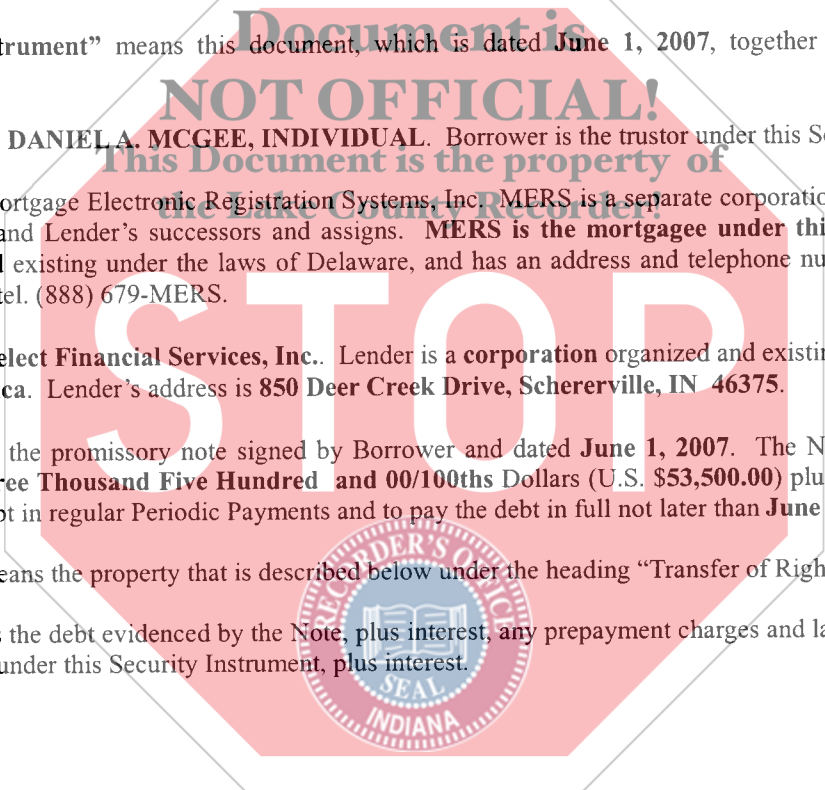 Document is
trument” means this document, which is dated June 1, 2007, together
NOT OFFICIAL!
DANIEL A. MCGEE, INDIVIDUAL. Borrower is the trustor under this S
This Document is the property of
ortgage Electronic Registration Systems, Inc. MERS is a separate corporatio
the Lake County Recorder!
and Lender’s successors and assigns. MERS is the mortgagee under thi
existing under the laws of Delaware, and has an address and telephone nu
tel. (888) 679-MERS.
STOP
elect Financial Services, Inc.. Lender is a corporation organized and existin
ca. Lender’s address is 850 Deer Creek Drive, Schererville, IN 46375.
the promissory note signed by Borrower and dated June 1, 2007. The N
ree Thousand Five Hundred and 00/100ths Dollars (U.S. $53,500.00) plu
ot in regular Periodic Payments and to pay the debt in full not later than June
eans the property that is described below under the heading “Transfer of Righ
s the debt evidenced by the Note, plus interest, any prepayment charges and la
under this Security Instrument, plus interest.
RECORDER'S OFFICE
SEAL
INDIANA